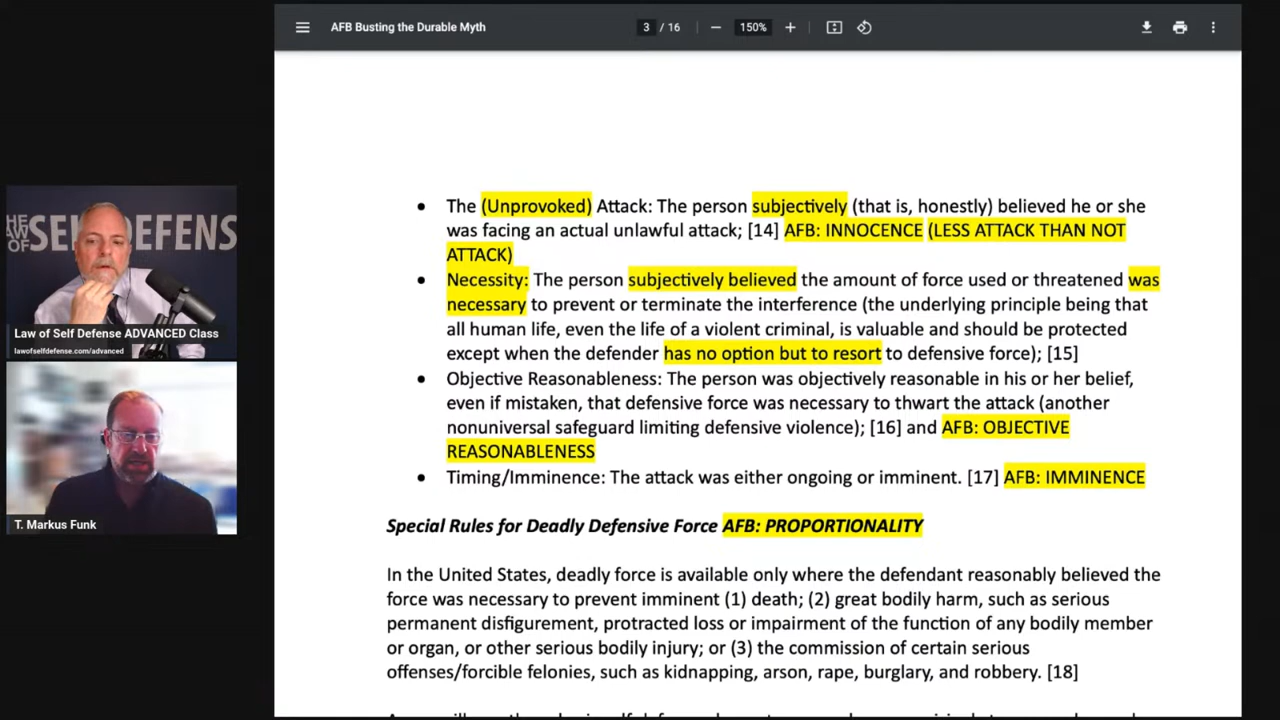 AFB Busting the Durable Myth
3 / 16
150%
THE
LAW
OF
SELF DEFENS
Law of Self Defense ADVANCED Class
lawofselfdefense.com/advanced
T. Markus Funk
• The (Unprovoked) Attack: The person subjectively (that is, honestly) believed he or she
was facing an actual unlawful attack; [14] AFB: INNOCENCE (LESS ATTACK THAN NOT
ATTACK)
• Necessity: The person subjectively believed the amount of force used or threatened was
necessary to prevent or terminate the interference (the underlying principle being that
all human life, even the life of a violent criminal, is valuable and should be protected
except when the defender has no option but to resort to defensive force); [15]
• Objective Reasonableness: The person was objectively reasonable in his or her belief,
even if mistaken, that defensive force was necessary to thwart the attack (another
nonuniversal safeguard limiting defensive violence); [16] and AFB: OBJECTIVE
REASONABLENESS
• Timing/Imminence: The attack was either ongoing or imminent. [17] AFB: IMMINENCE
Special Rules for Deadly Defensive Force AFB: PROPORTIONALITY
In the United States, deadly force is available only where the defendant reasonably believed the
force was necessary to prevent imminent (1) death; (2) great bodily harm, such as serious
permanent disfigurement, protracted loss or impairment of the function of any bodily member
or organ, or other serious bodily injury; or (3) the commission of certain serious
offenses/forcible felonies, such as kidnapping, arson, rape, burglary, and robbery. [18]